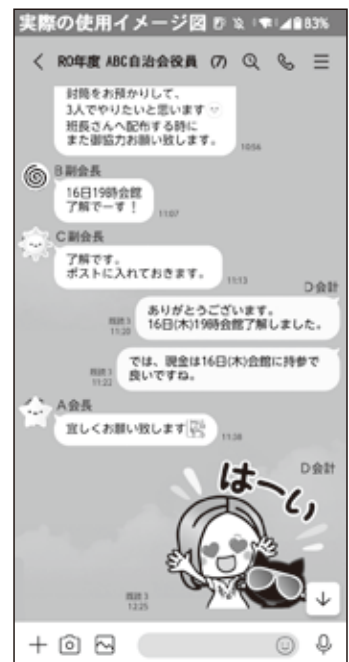 実際の使用イメージ図 83%
R0年度 ABC自治会役員 (7)
封筒をお預かりして、
3人でやりたいと思います
班長さんへ配布する時に
また御協力お願い致します。
10:56
B副会長
16日19時会館
了解でーす！
11:07
C副会長
了解です。
ポストに入れておきます。
11:13
D会計
ありがとうございます。
16日(木)19時会館了解しました。
既読 3
11:20
では、現金は16日(木)会館に持参で
良いですね。
既読 3
11:22
A会長
宜しくお願い致します
11:38
D会計
はーい
既読 3
12:25